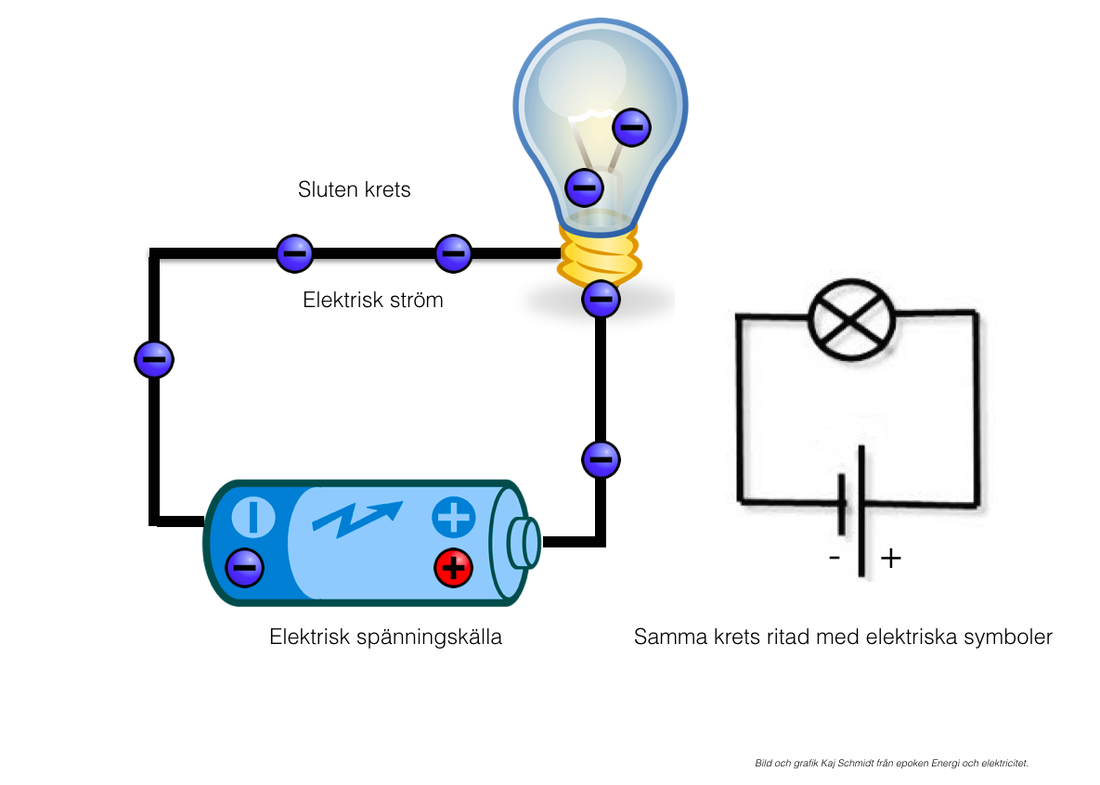 Sluten krets
Elektrisk ström
- +
Elektrisk spänningskälla
Samma krets ritad med elektriska symboler
Bild och grafik Kaj Schmidt från epoken Energi och elektricitet.